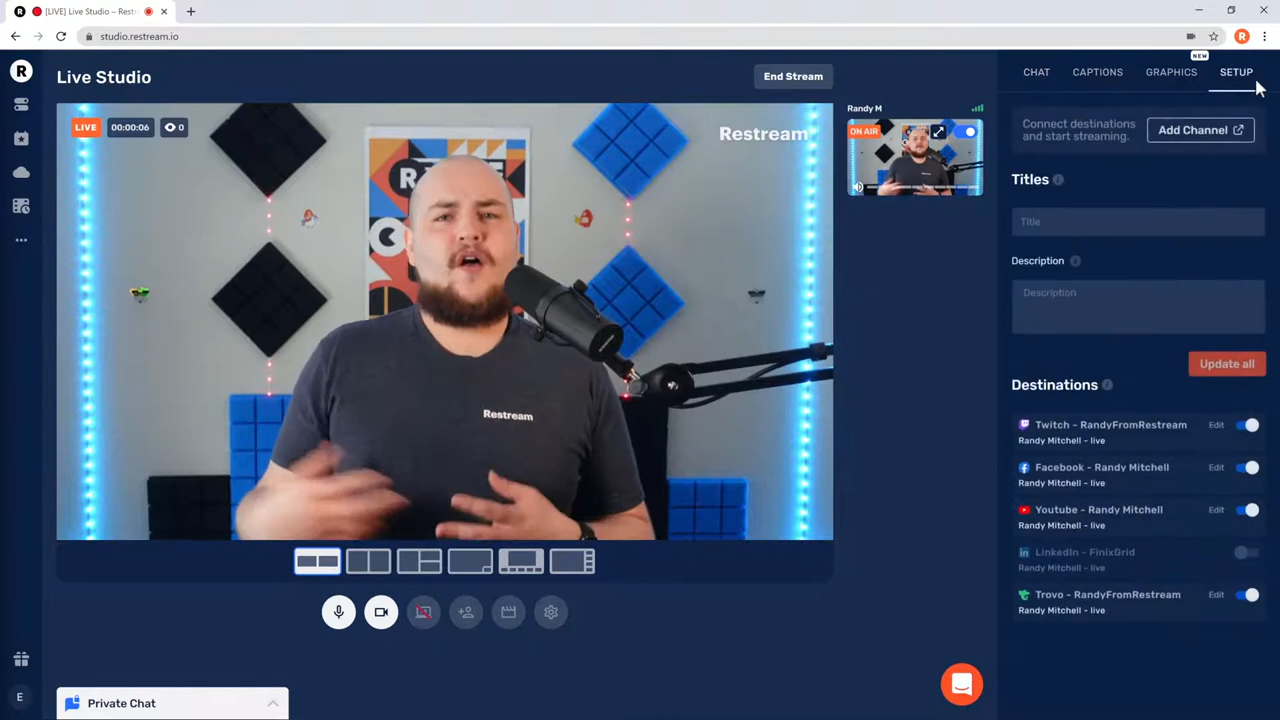 [LIVE] Live Studio – Restr
studio.restream.io
R
R
Live Studio
End Stream
LIVE
00:00:06
0
Restream
Restream
Randy M
ON AIR
NEW
CHAT
CAPTIONS
GRAPHICS
SETUP
Connect destinations
and start streaming.
Add Channel
Titles
Title
Description
Description
Update all
Destinations
Twitch - RandyFromRestream
Edit
Randy Mitchell - live
Facebook - Randy Mitchell
Edit
Randy Mitchell - live
Youtube - Randy Mitchell
Edit
Randy Mitchell - live
LinkedIn - FinixGrid
Randy Mitchell - live
Trovo - RandyFromRestream
Edit
Randy Mitchell - live
E
Private Chat